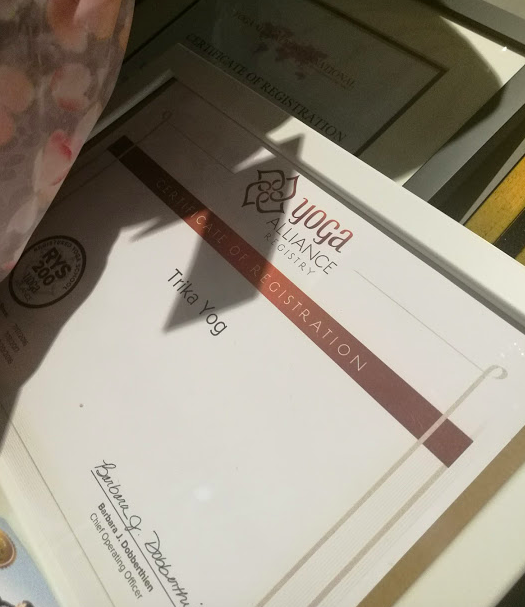 CERTIFICATE OF REGISTRATION
yoga
ALLIANCE
REGISTRY
CERTIFICATE OF REGISTRATION
RYS
200
Trika Yog
Barbara J. Dobberthien
Barbara J. Dobberthien
Chief Operating Officer